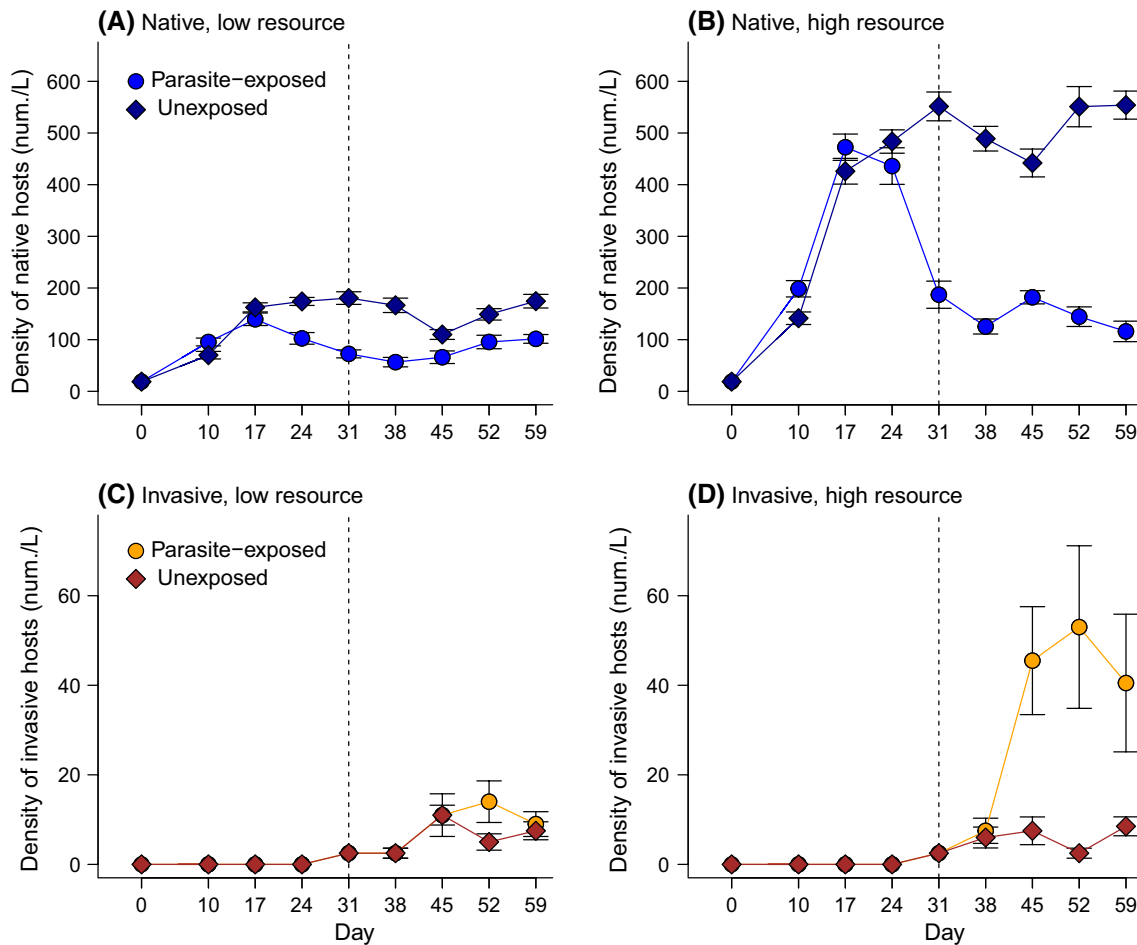 (A) Native, low resource
Density of native hosts (num./L)
600
500
400
300
200
100
0
Parasite−exposed
Unexposed
0 10 17 24 31 38 45 52 59
(B) Native, high resource
Density of native hosts (num./L)
600
500
400
300
200
100
0
0 10 17 24 31 38 45 52 59
(C) Invasive, low resource
Density of invasive hosts (num./L)
60
40
20
0
Parasite−exposed
Unexposed
0 10 17 24 31 38 45 52 59
Day
(D) Invasive, high resource
Density of invasive hosts (num./L)
60
40
20
0
0 10 17 24 31 38 45 52 59
Day